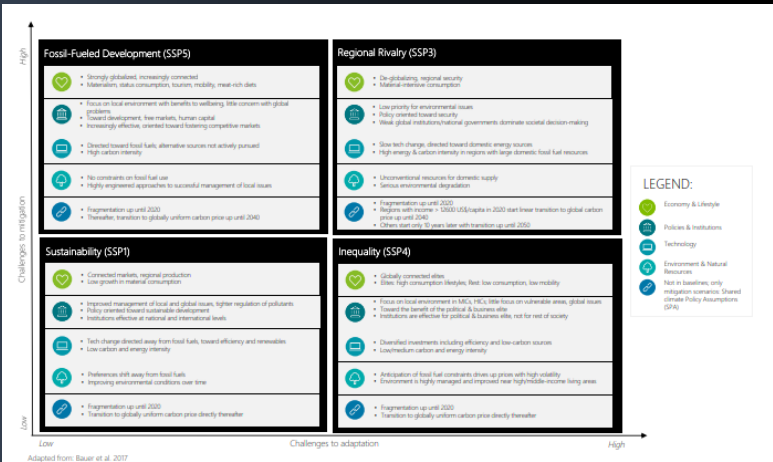 High
Challenges to mitigation
Low
Fossil-Fueled Development (SSP5)
• Strongly globalized, increasingly connected
• Materialism, status consumption, tourism, mobility, meat-rich diets
• Focus on local environment with benefits to wellbeing, little concern with global
problems
• Toward development, free markets, human capital
• Increasingly effective, oriented toward fostering competitive markets
• Directed toward fossil fuels, alternative sources not actively pursued
• High carbon intensity
• No constraints on fossil fuel use
• Highly engineered approaches to successful management of local issues
• Fragmentation up until 2020
• Thereafter, transition to globally uniform carbon price up until 2040
Regional Rivalry (SSP3)
• De-globalizing, regional security
• Material-intensive consumption
• Low priority for environmental issues
• Policy oriented toward security
• Weak global institutions/national governments dominate societal decision-making
• Slow tech change, directed toward domestic energy sources
• High energy & carbon intensity in regions with large domestic fossil fuel resources
• Unconventional resources for domestic supply
• Serious environmental degradation
• Fragmentation up until 2020
• Regions with income > 12600 US$/capita in 2020 start linear transition to global carbon
price up until 2040
• Others start only 10 years later with transition up until 2050
Sustainability (SSP1)
• Connected markets, regional production
• Low growth in material consumption
• Improved management of local and global issues, tighter regulation of pollutants
• Policy oriented toward sustainable development
• Institutions effective at national and international levels
• Tech change directed away from fossil fuels, toward efficiency and renewables
• Low carbon and energy intensity
• Preferences shift away from fossil fuels
• Improving environmental conditions over time
• Fragmentation up until 2020
• Transition to globally uniform carbon price directly thereafter
Inequality (SSP4)
• Globally connected elites
• Elites: high consumption lifestyles; Rest: low consumption, low mobility
• Focus on local environment in MICs, HICs, little focus on vulnerable areas, global issues
• Toward the benefit of the political & business elite
• Institutions are effective for political & business elite, not for rest of society
• Diversified investments including efficiency and low-carbon sources
• Low/medium carbon and energy intensity
• Anticipation of fossil fuel constraints drives up prices with high volatility
• Environment is highly managed and improved near high/middle-income living areas
• Fragmentation up until 2020
• Transition to globally uniform carbon price directly thereafter
LEGEND:
Economy & Lifestyle
Policies & Institutions
Technology
Environment & Natural
Resources
Not in baselines; only
mitigation scenarios: Shared
climate Policy Assumptions
(SPA)
Low
Challenges to adaptation
High
Adapted from: Bauer et al. 2017